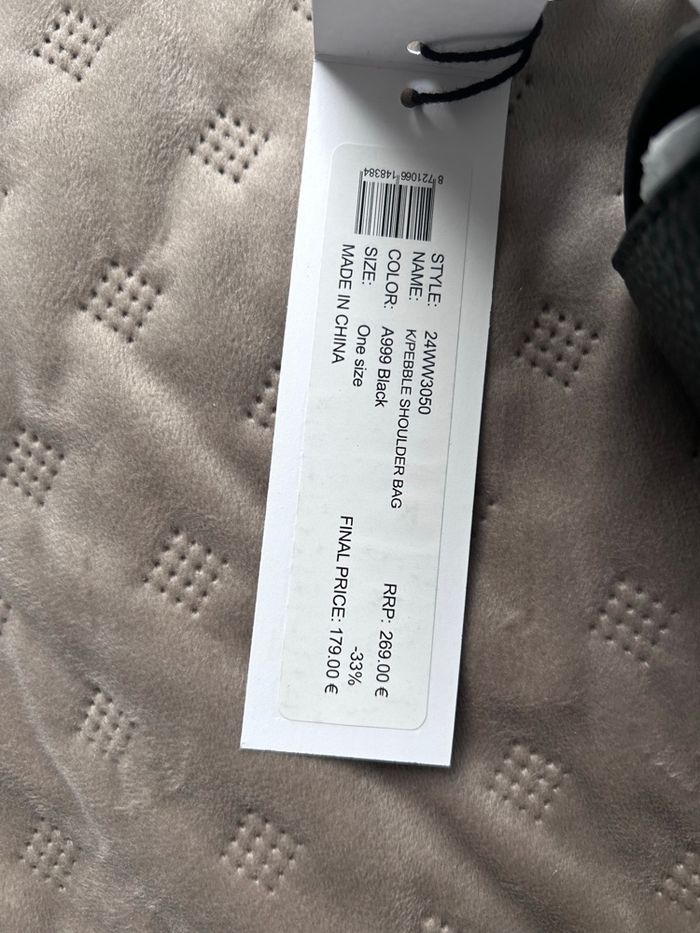 8 721066 148384
STYLE: 24WW3050
NAME: K/PEBBLE SHOULDER BAG
COLOR: A999 Black
SIZE: One size
MADE IN CHINA
RRP: 269.00 €
-33%
FINAL PRICE: 179.00 €